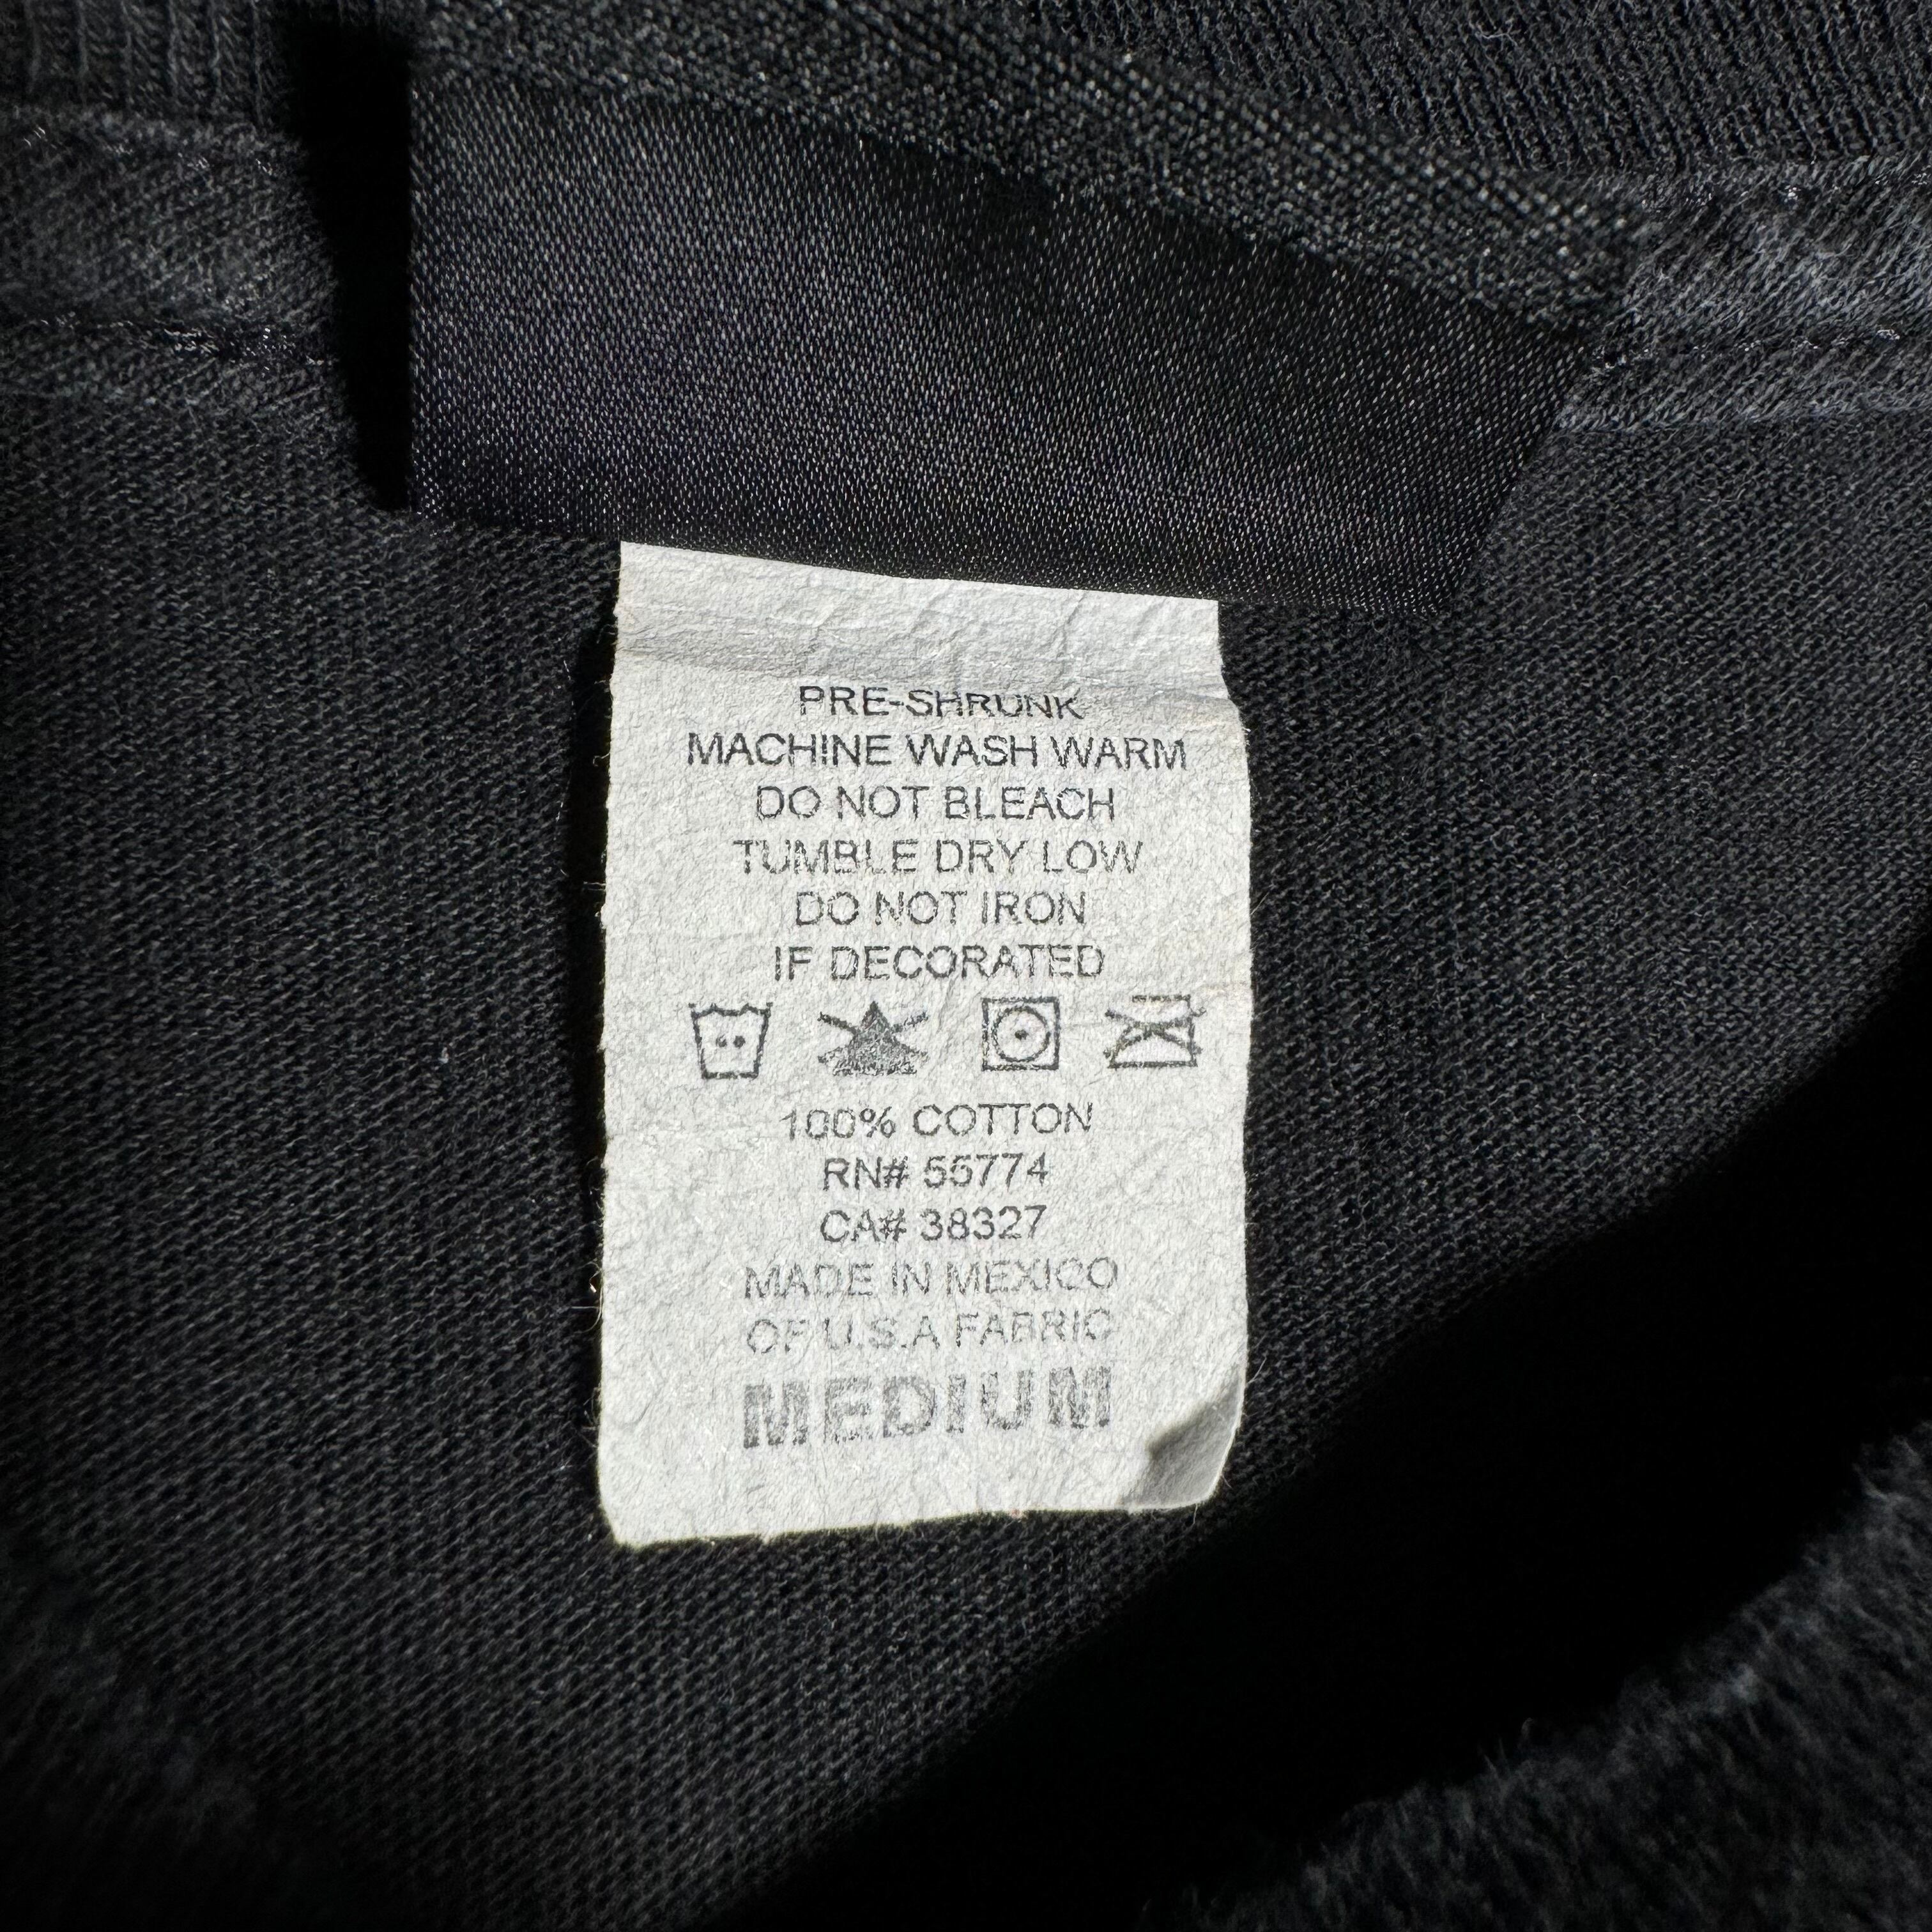 PRE-SHRUNK
MACHINE WASH WARM
DO NOT BLEACH
TUMBLE DRY LOW
DO NOT IRON
IF DECORATED
100% COTTON
RN# 55774
CA# 38327
MADE IN MEXICO
OF U.S.A FABRIC
MEDIUM